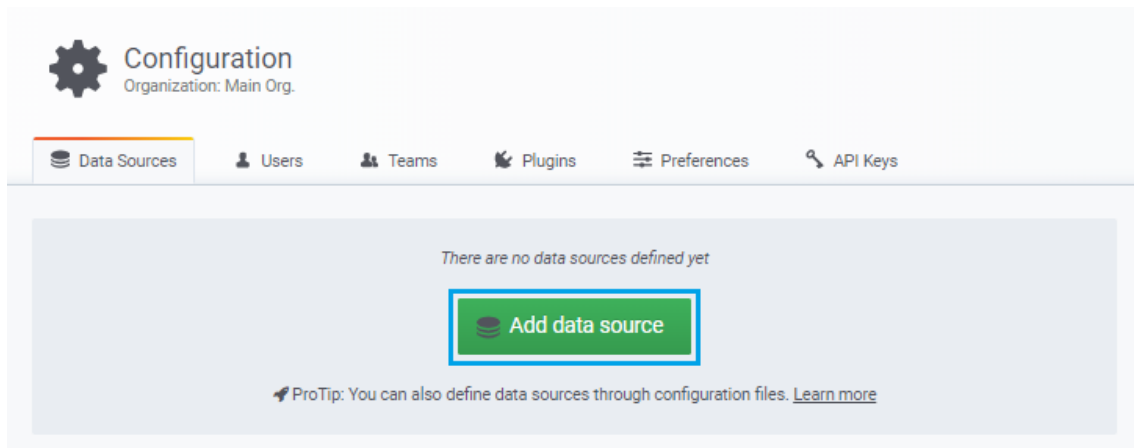 Configuration
Organization: Main Org.
Data Sources Users Teams Plugins Preferences API Keys
There are no data sources defined yet
Add data source
ProTip: You can also define data sources through configuration files. Learn more